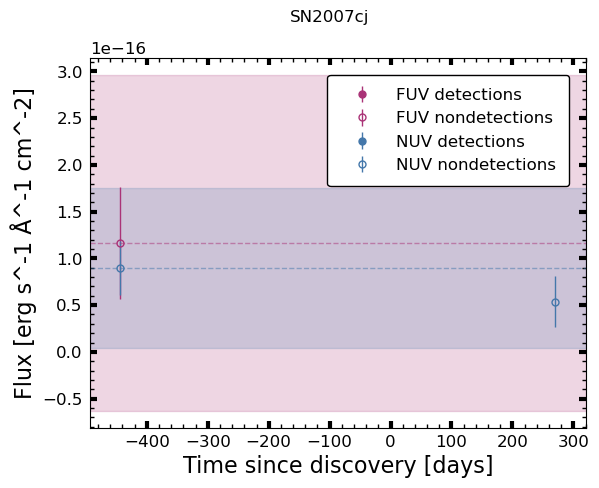 SN2007cj
1e−16
FUV detections
FUV nondetections
NUV detections
NUV nondetections
3.0
2.5
2.0
1.5
1.0
0.5
0.0
−0.5
Flux [erg s^-1 Å^-1 cm^-2]
−400 −300 −200 −100 0 100 200 300
Time since discovery [days]